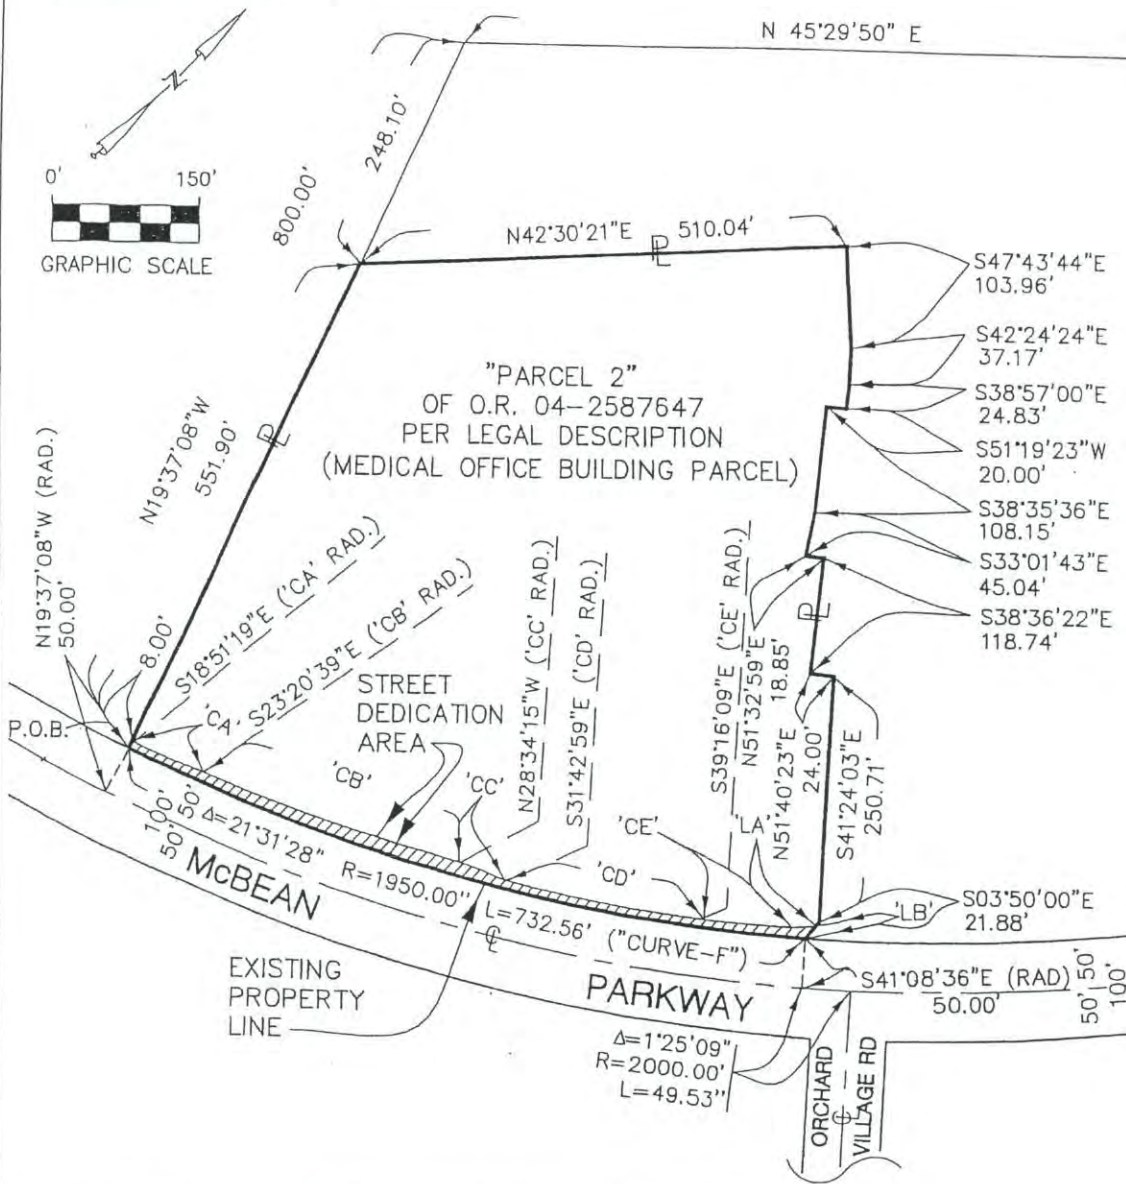 N 45°29'50" E
N
0' 150'
GRAPHIC SCALE
248.10'
800.00'
N42°30'21"E 510.04'
PL
S47°43'44"E
103.96'
S42°24'24"E
37.17'
S38°57'00"E
24.83'
S51°19'23"W
20.00'
S38°35'36"E
108.15'
S33°01'43"E
45.04'
S38°36'22"E
118.74'
"PARCEL 2"
OF O.R. 04-2587647
PER LEGAL DESCRIPTION
(MEDICAL OFFICE BUILDING PARCEL)
N19°37'08"W
551.90'
PL
PL
N19°37'08"W (RAD.)
50.00'
8.00'
S18°51'19"E ('CA' RAD.)
S23°20'39"E ('CB' RAD.)
'CA'
STREET
DEDICATION
AREA
'CB'
'CC'
N28°34'15"W ('CC' RAD.)
S31°42'59"E ('CD' RAD.)
S39°16'09"E ('CE' RAD.)
N51°32'59"E
18.85'
N51°40'23"E
24.00'
S41°24'03"E
250.71'
'CE'
'LA'
'CD'
'LB'
S03°50'00"E
21.88'
P.O.B.
100'
50' 50'
Δ=21°31'28" R=1950.00" L=732.56' ("CURVE-F")
CL
McBEAN PARKWAY
EXISTING
PROPERTY
LINE
S41°08'36"E (RAD)
50.00'
50' 50'
100'
Δ=1°25'09"
R=2000.00'
L=49.53"
ORCHARD
VILLAGE RD
CL